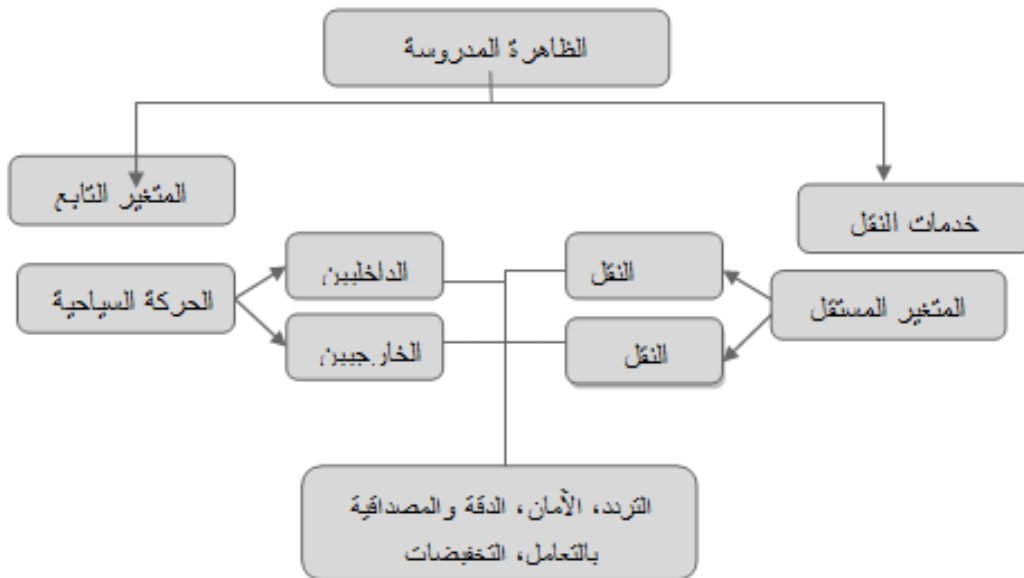 الظاهرة المدروسة
خدمات النقل
المتغير التابع
المتغير المستقل
النقل
النقل
الداخليين
الخارجيين
الحركة السياحية
التردد، الأمان، الدقة والمصداقية
بالتعامل، التخفيضات